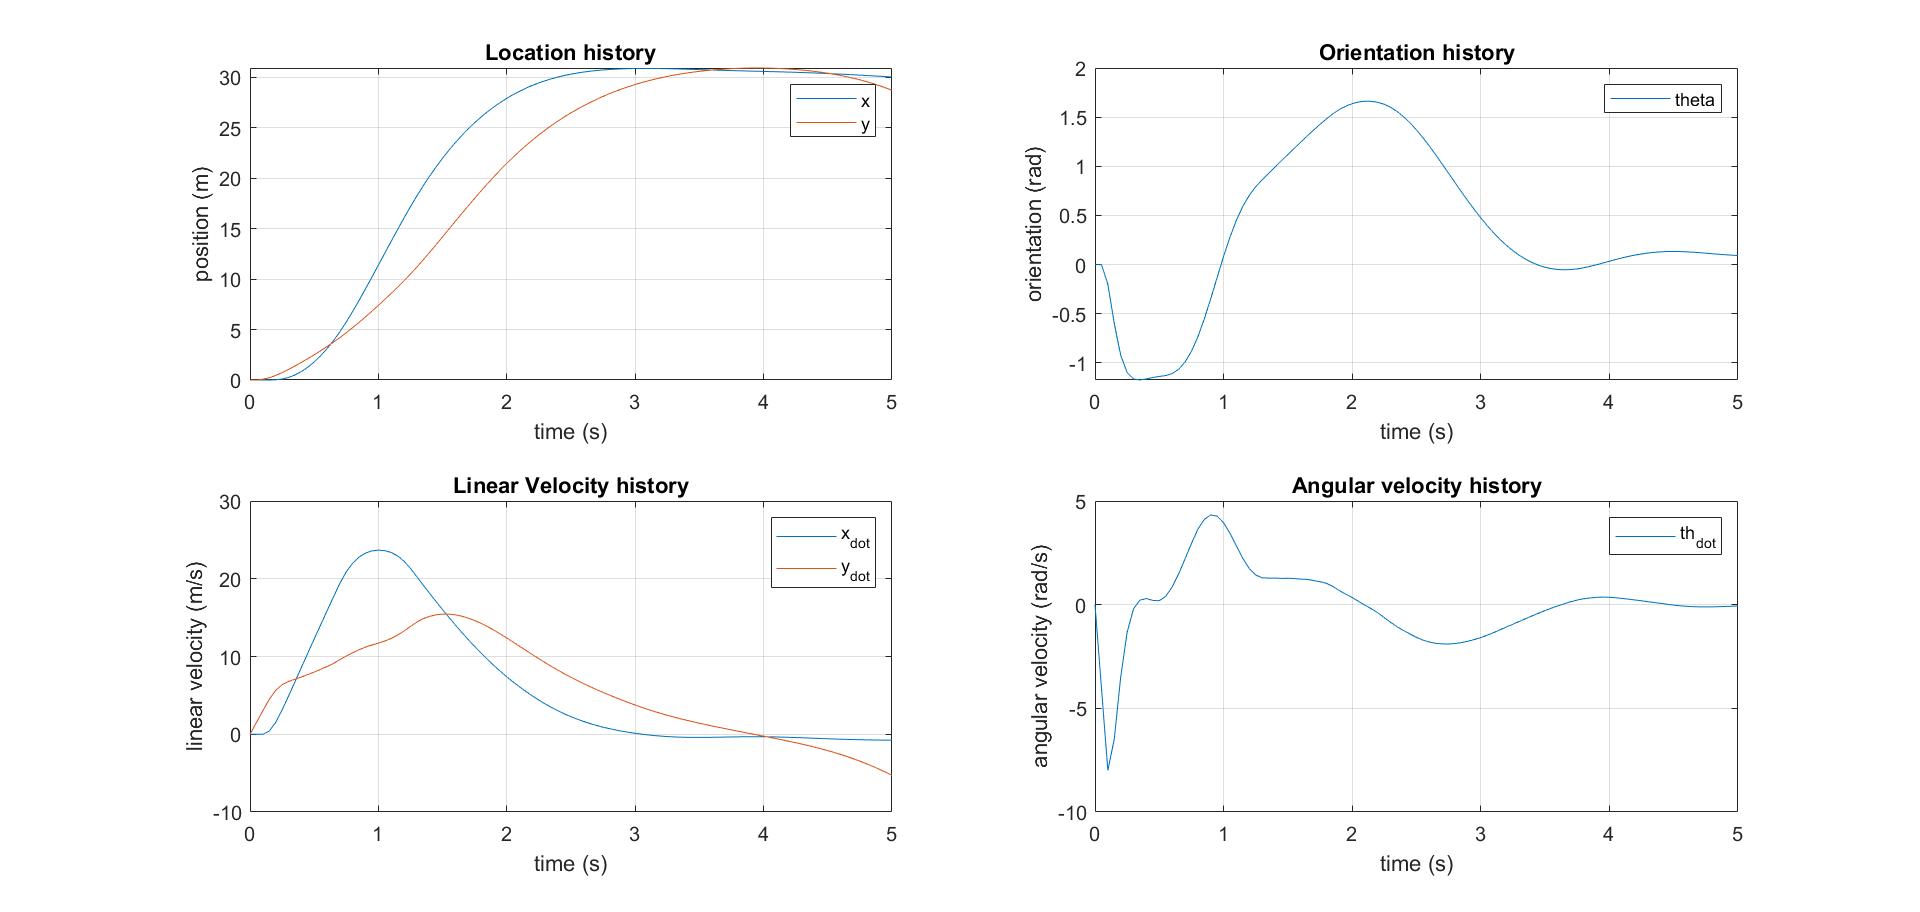 Location history
30
25
20
15
10
5
0
position (m)
x
y
0 1 2 3 4 5
time (s)
Orientation history
2
1.5
1
0.5
0
-0.5
-1
orientation (rad)
theta
0 1 2 3 4 5
time (s)
Linear Velocity history
30
20
10
0
-10
linear velocity (m/s)
x_dot
y_dot
0 1 2 3 4 5
time (s)
Angular velocity history
5
0
-5
-10
angular velocity (rad/s)
th_dot
0 1 2 3 4 5
time (s)